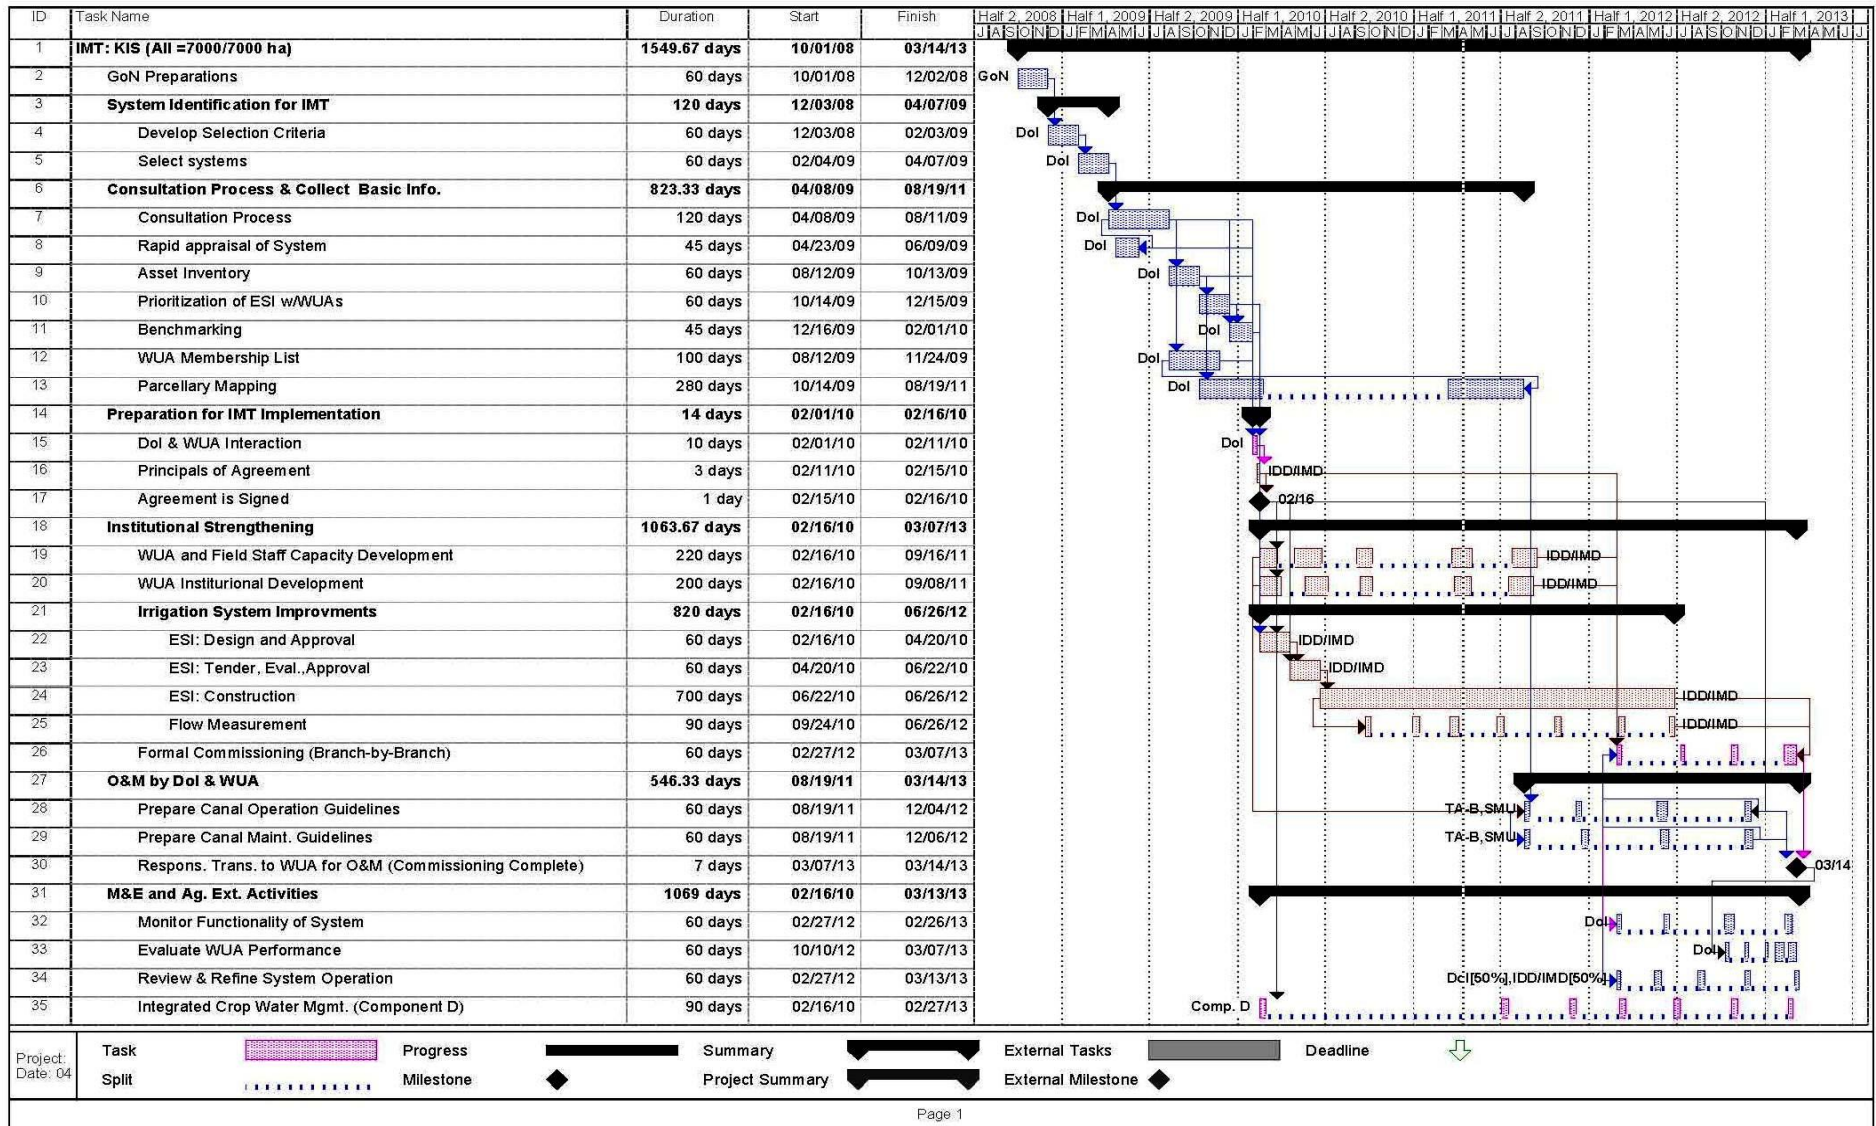 ID Task Name Duration Start Finish Half 2, 2008 Half 1, 2009 Half 2, 2009 Half 1, 2010 Half 2, 2010 Half 1, 2011 Half 2, 2011 Half 1, 2012 Half 2, 2012 Half 1, 2013
J A S O N D J F M A M J J A S O N D J F M A M J J A S O N D J F M A M J J A S O N D J F M A M J J A S O N D J F M A M J J
1 IMT: KIS (All =7000/7000 ha) 1549.67 days 10/01/08 03/14/13
2 GoN Preparations 60 days 10/01/08 12/02/08 GoN
3 System Identification for IMT 120 days 12/03/08 04/07/09
4 Develop Selection Criteria 60 days 12/03/08 02/03/09 DoI
5 Select systems 60 days 02/04/09 04/07/09 DoI
6 Consultation Process & Collect Basic Info. 823.33 days 04/08/09 08/19/11
7 Consultation Process 120 days 04/08/09 08/11/09 DoI
8 Rapid appraisal of System 45 days 04/23/09 06/09/09 DoI
9 Asset Inventory 60 days 08/12/09 10/13/09 DoI
10 Prioritization of ESI w/WUAs 60 days 10/14/09 12/15/09
11 Benchmarking 45 days 12/16/09 02/01/10 DoI
12 WUA Membership List 100 days 08/12/09 11/24/09 DoI
13 Parcellary Mapping 280 days 10/14/09 08/19/11 DoI
14 Preparation for IMT Implementation 14 days 02/01/10 02/16/10
15 DoI & WUA Interaction 10 days 02/01/10 02/11/10 DoI
16 Principals of Agreement 3 days 02/11/10 02/15/10 IDD/IMD
17 Agreement is Signed 1 day 02/15/10 02/16/10 02/16
18 Institutional Strengthening 1063.67 days 02/16/10 03/07/13
19 WUA and Field Staff Capacity Development 220 days 02/16/10 09/16/11 IDD/IMD
20 WUA Institurional Development 200 days 02/16/10 09/08/11 IDD/IMD
21 Irrigation System Improvments 820 days 02/16/10 06/26/12
22 ESI: Design and Approval 60 days 02/16/10 04/20/10 IDD/IMD
23 ESI: Tender, Eval.,Approval 60 days 04/20/10 06/22/10 IDD/IMD
24 ESI: Construction 700 days 06/22/10 06/26/12 IDD/IMD
25 Flow Measurement 90 days 09/24/10 06/26/12 IDD/IMD
26 Formal Commissioning (Branch-by-Branch) 60 days 02/27/12 03/07/13
27 O&M by DoI & WUA 546.33 days 08/19/11 03/14/13
28 Prepare Canal Operation Guidelines 60 days 08/19/11 12/04/12 TA-B,SMU
29 Prepare Canal Maint. Guidelines 60 days 08/19/11 12/06/12 TA-B,SMU
30 Respons. Trans. to WUA for O&M (Commissioning Complete) 7 days 03/07/13 03/14/13 03/14
31 M&E and Ag. Ext. Activities 1069 days 02/16/10 03/13/13
32 Monitor Functionality of System 60 days 02/27/12 02/26/13 DoI
33 Evaluate WUA Performance 60 days 10/10/12 03/07/13 DoI
34 Review & Refine System Operation 60 days 02/27/12 03/13/13 DoI[50%],IDD/IMD[50%]
35 Integrated Crop Water Mgmt. (Component D) 90 days 02/16/10 02/27/13 Comp. D
Project:
Date: 04
Task Progress Summary External Tasks Deadline
Split Milestone Project Summary External Milestone
Page 1